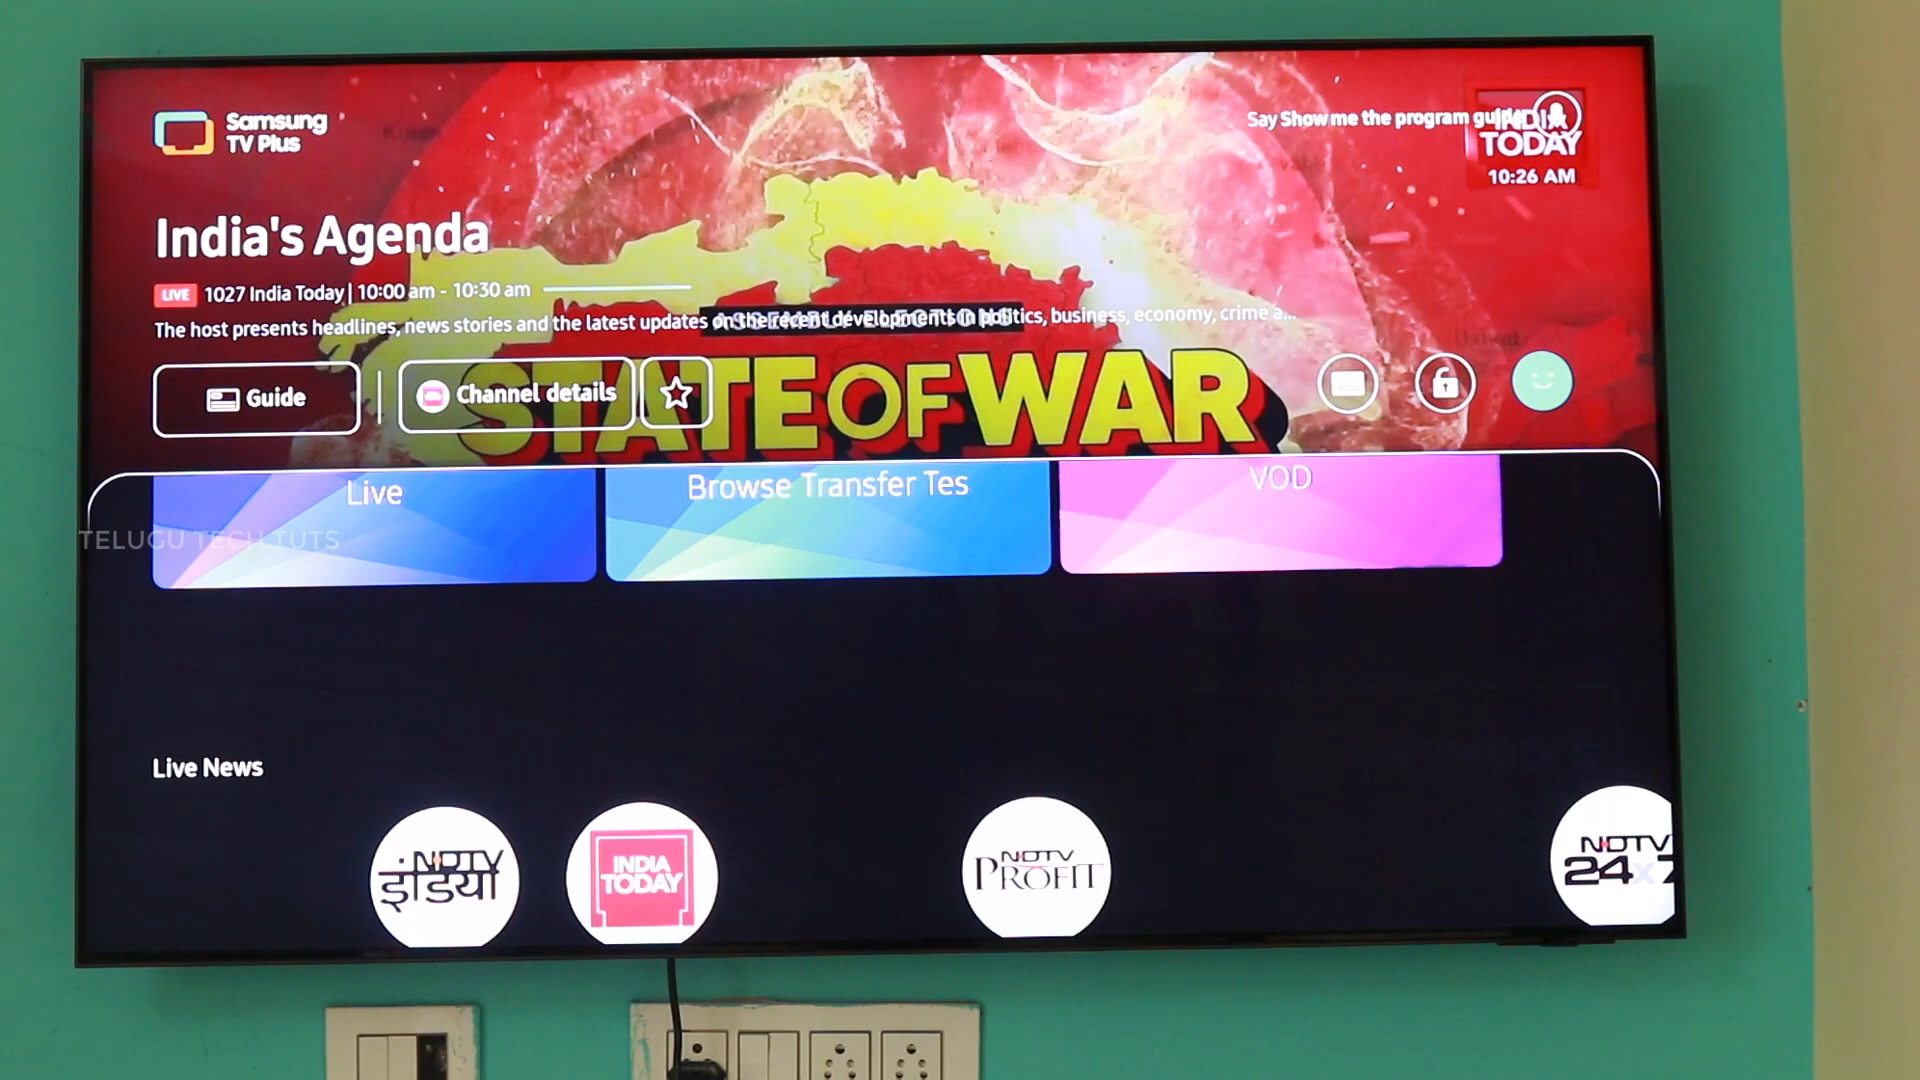 Samsung
TV Plus
Say Show me the program guide
INDIA
TODAY
10:26 AM
India's Agenda
LIVE 1027 India Today | 10:00 am - 10:30 am
The host presents headlines, news stories and the latest updates on the recent developments in politics, business, economy, crime a...
Guide
Channel details
STATE OF WAR
Live
Browse Transfer Tes
VOD
TELUGU TECH TUTS
Live News
NDTV
इंडिया
INDIA
TODAY
NDTV
PROFIT
NDTV
24x7